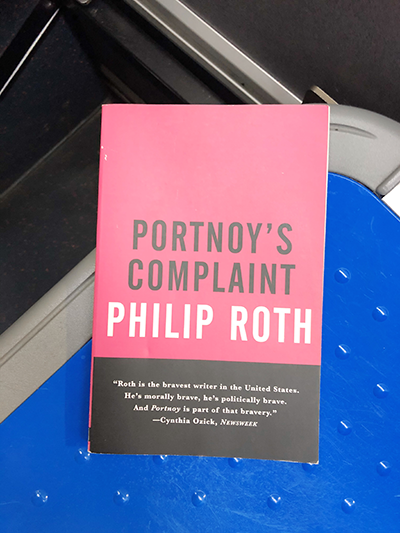 PORTNOY'S
COMPLAINT
PHILIP ROTH
“Roth is the bravest writer in the United States.
He's morally brave, he's politically brave.
And Portnoy is part of that bravery.”
—Cynthia Ozick, NEWSWEEK